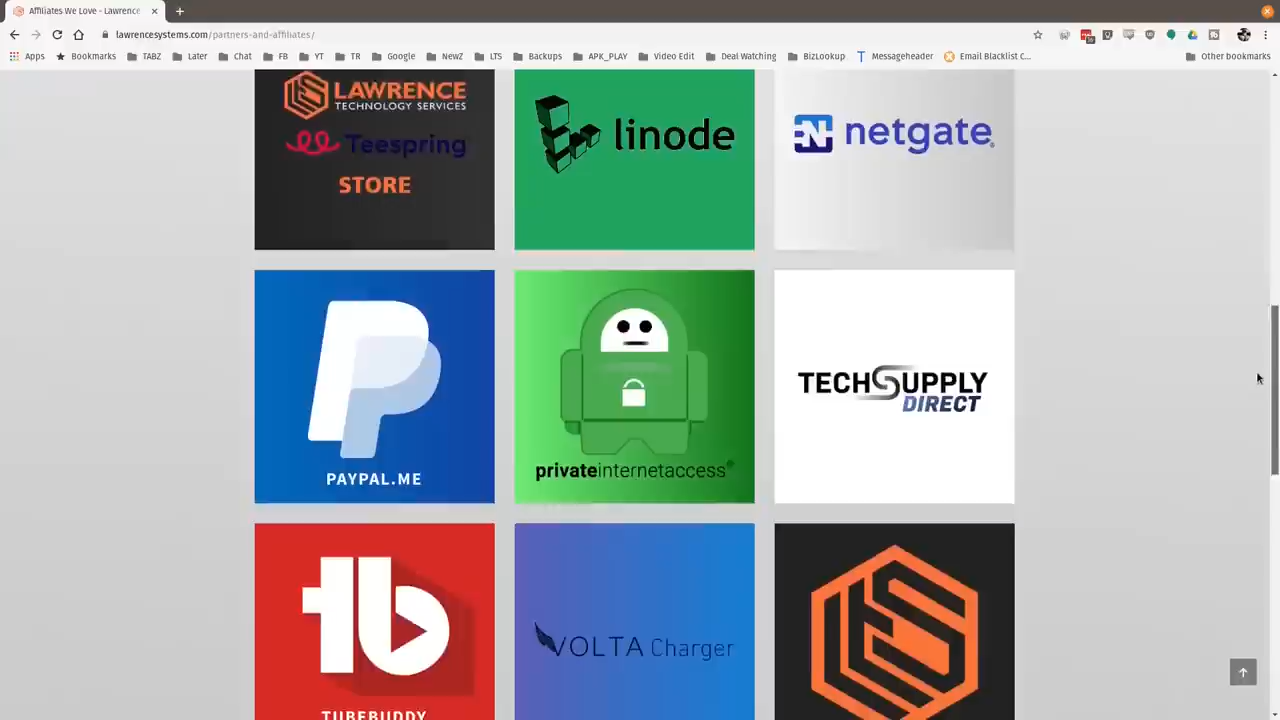 Affiliates We Love - Lawrence
lawrencesystems.com/partners-and-affiliates/
Apps Bookmarks TABZ Later Chat FB YT TR Google NewZ LTS Backups APK_PLAY Video Edit Deal Watching BizLookup Messageheader Email Blacklist C... Other bookmarks
LAWRENCE
TECHNOLOGY SERVICES
Teespring
STORE
linode
netgate®
PAYPAL.ME
privateinternetaccess®
TECHSUPPLY
DIRECT
tb
TUBEBUDDY
VOLTA Charger